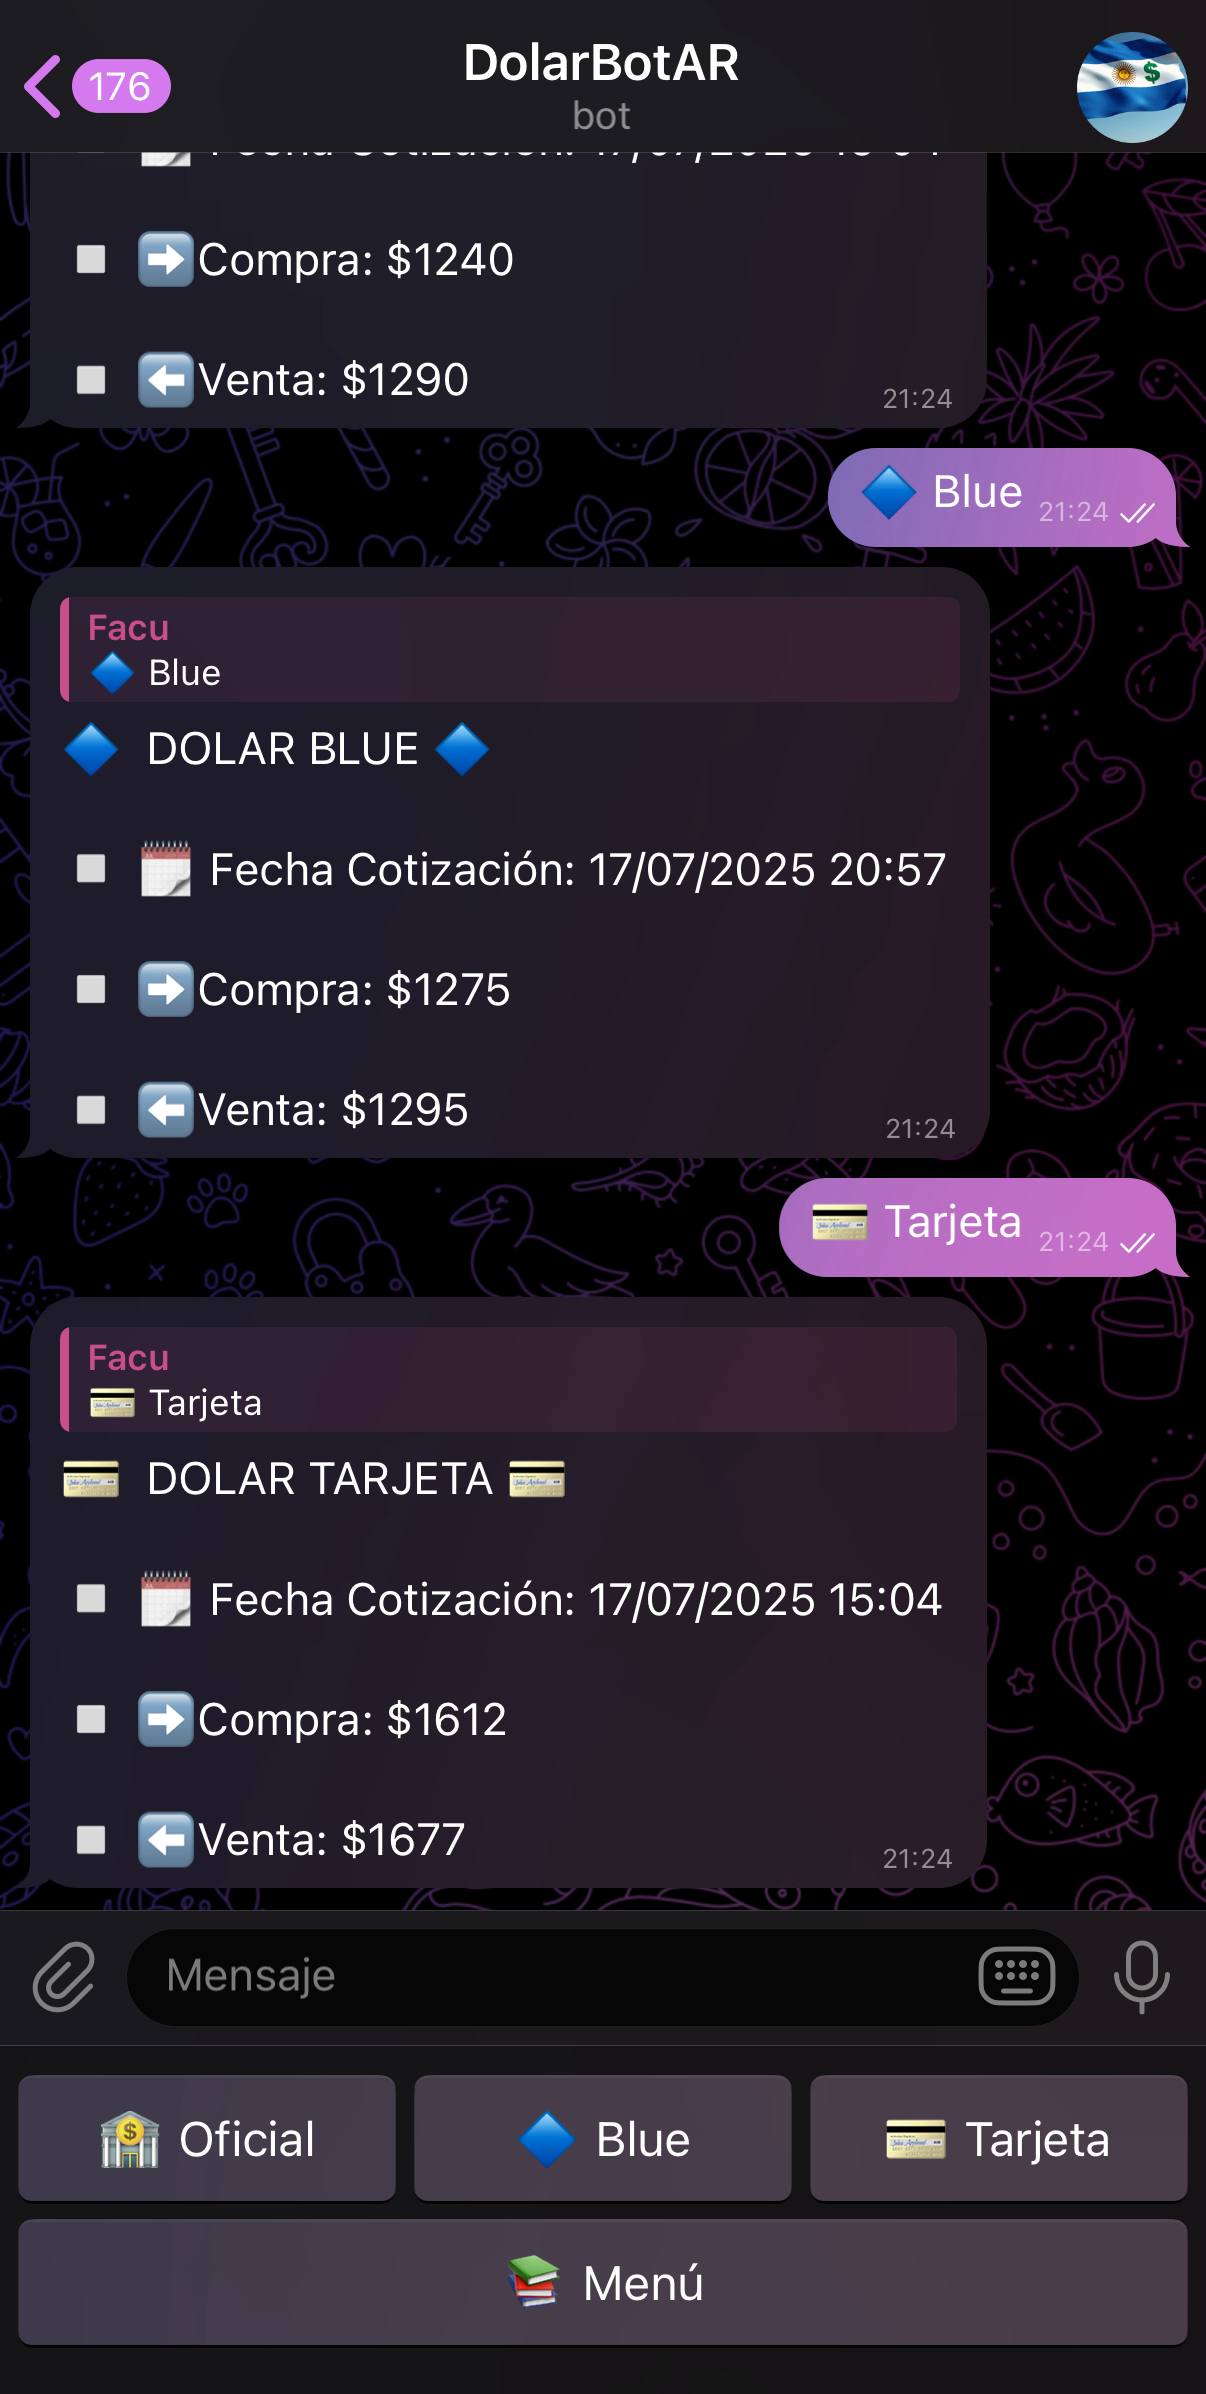 176
DolarBotAR
bot
Compra: $1240
Venta: $1290
21:24
Blue 21:24
Facu
Blue
DOLAR BLUE
Fecha Cotización: 17/07/2025 20:57
Compra: $1275
Venta: $1295
21:24
Tarjeta 21:24
Facu
Tarjeta
DOLAR TARJETA
Fecha Cotización: 17/07/2025 15:04
Compra: $1612
Venta: $1677
21:24
Mensaje
Oficial
Blue
Tarjeta
Menú